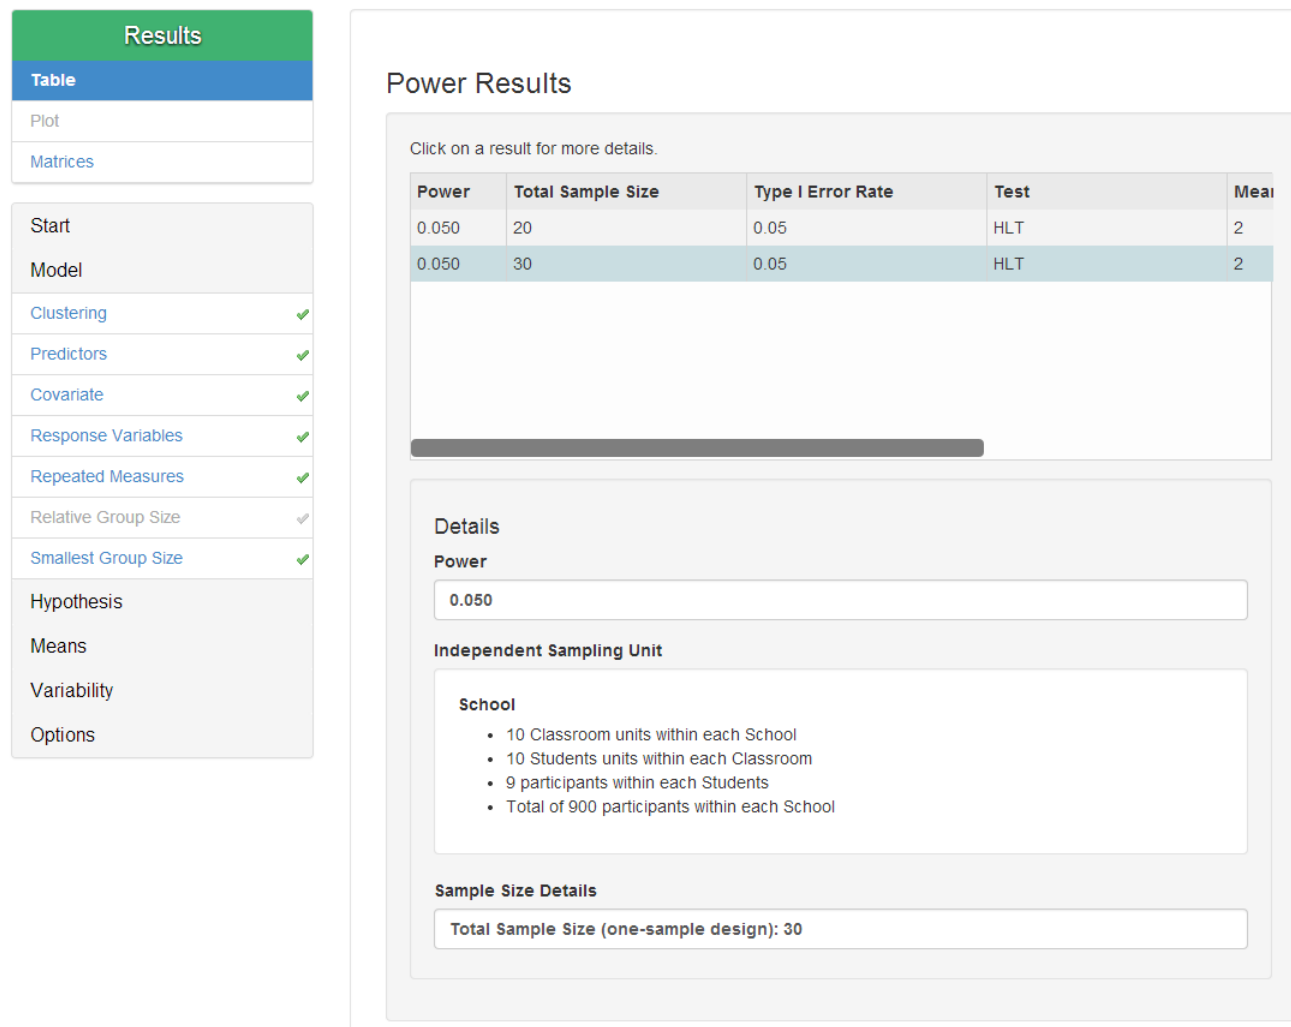 Results
Table
Plot
Matrices
Start
Model
Clustering
Predictors
Covariate
Response Variables
Repeated Measures
Relative Group Size
Smallest Group Size
Hypothesis
Means
Variability
Options
Power Results
Click on a result for more details.
Power Total Sample Size Type I Error Rate Test Mean
0.050 20 0.05 HLT 2
0.050 30 0.05 HLT 2
Details
Power
0.050
Independent Sampling Unit
School
• 10 Classroom units within each School
• 10 Students units within each Classroom
• 9 participants within each Students
• Total of 900 participants within each School
Sample Size Details
Total Sample Size (one-sample design): 30